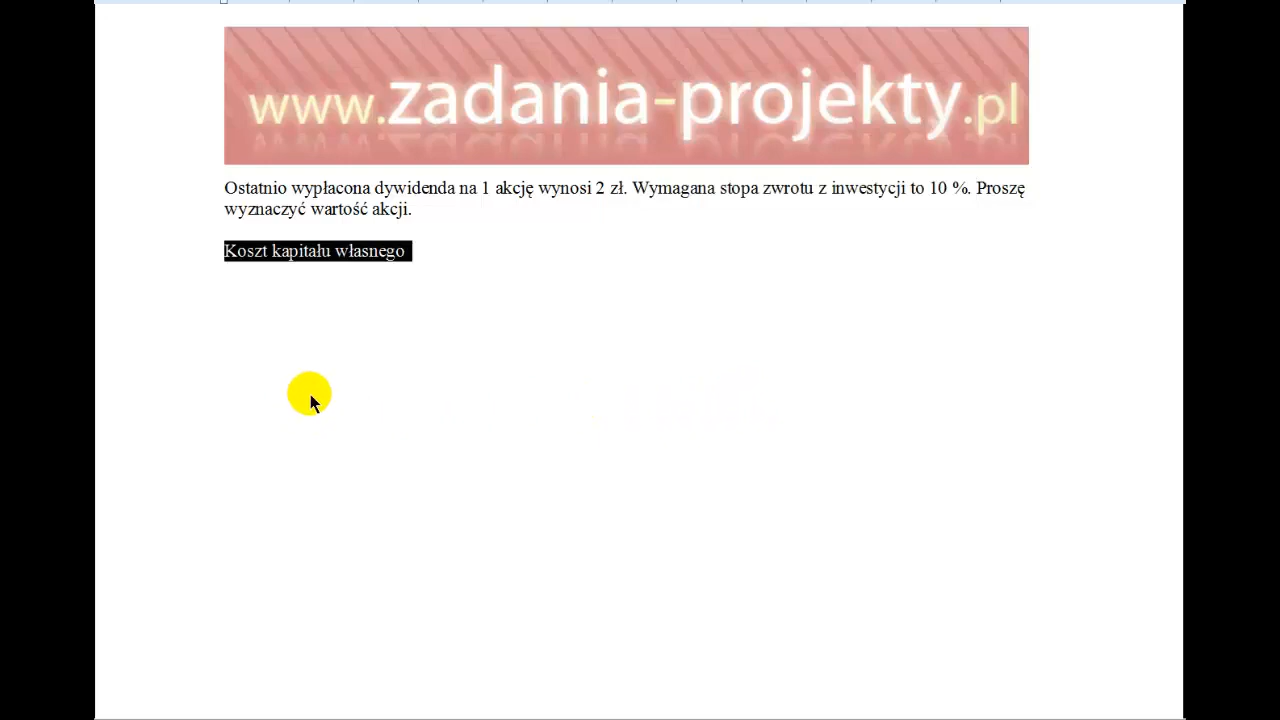 www.zadania-projekty.pl
Ostatnio wypłacona dywidenda na 1 akcję wynosi 2 zł. Wymagana stopa zwrotu z inwestycji to 10 %. Proszę
wyznaczyć wartość akcji.
Koszt kapitału własnego